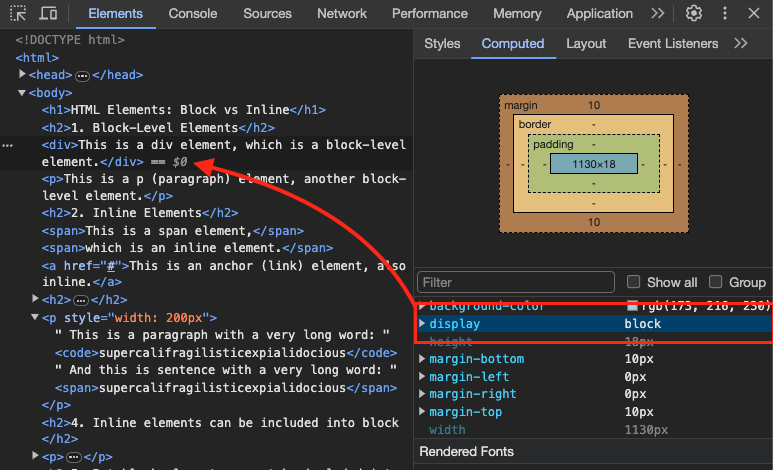 Elements Console Sources Network Performance Memory Application
<!DOCTYPE html>
<html>
<head> ⋯ </head>
<body>
<h1>HTML Elements: Block vs Inline</h1>
<h2>1. Block-Level Elements</h2>
<div>This is a div element, which is a block-level
element.</div> == $0
<p>This is a p (paragraph) element, another block-
level element.</p>
<h2>2. Inline Elements</h2>
<span>This is a span element,</span>
<span>which is an inline element.</span>
<a href="#">This is an anchor (link) element, also
inline.</a>
<h2> ⋯ </h2>
<p style="width: 200px">
" This is a paragraph with a very long word: "
<code>supercalifragilisticexpialidocious</code>
" And this is sentence with a very long word: "
<span>supercalifragilisticexpialidocious</span>
</p>
<h2>4. Inline elements can be included into block
</h2>
<p> ⋯ </p>
Styles Computed Layout Event Listeners
margin 10
border -
padding -
- - - 1130×18 - - -
-
-
10
Filter Show all Group
background-color rgb(173, 216, 230)
display block
height 18px
margin-bottom 10px
margin-left 0px
margin-right 0px
margin-top 10px
width 1130px
Rendered Fonts